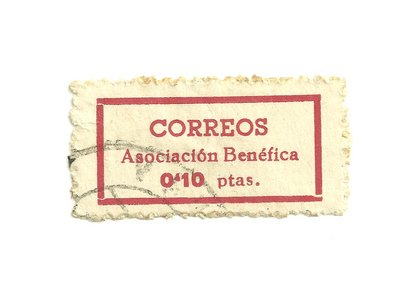 CORREOS
Asociación Benéfica
0'10 ptas.